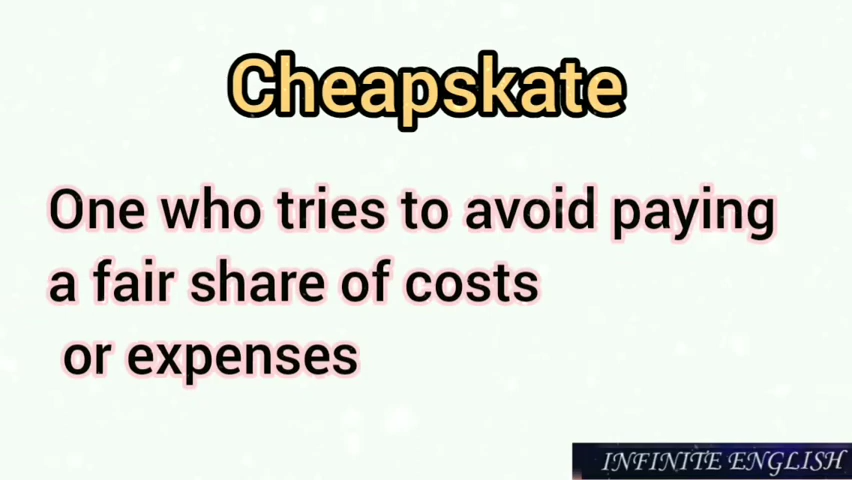 Cheapskate
One who tries to avoid paying
a fair share of costs
or expenses
INFINITE ENGLISH